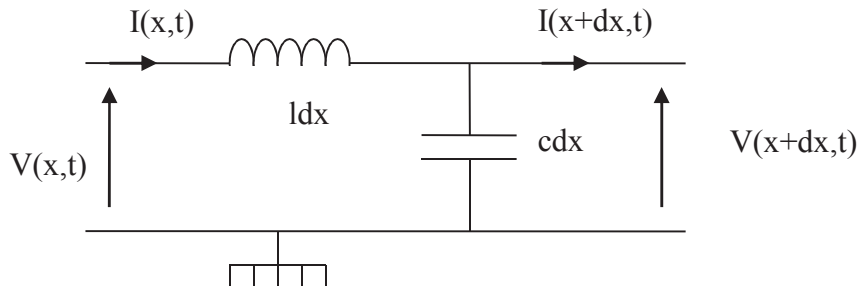 I(x,t)
I(x+dx,t)
ldx
cdx
V(x,t)
V(x+dx,t)